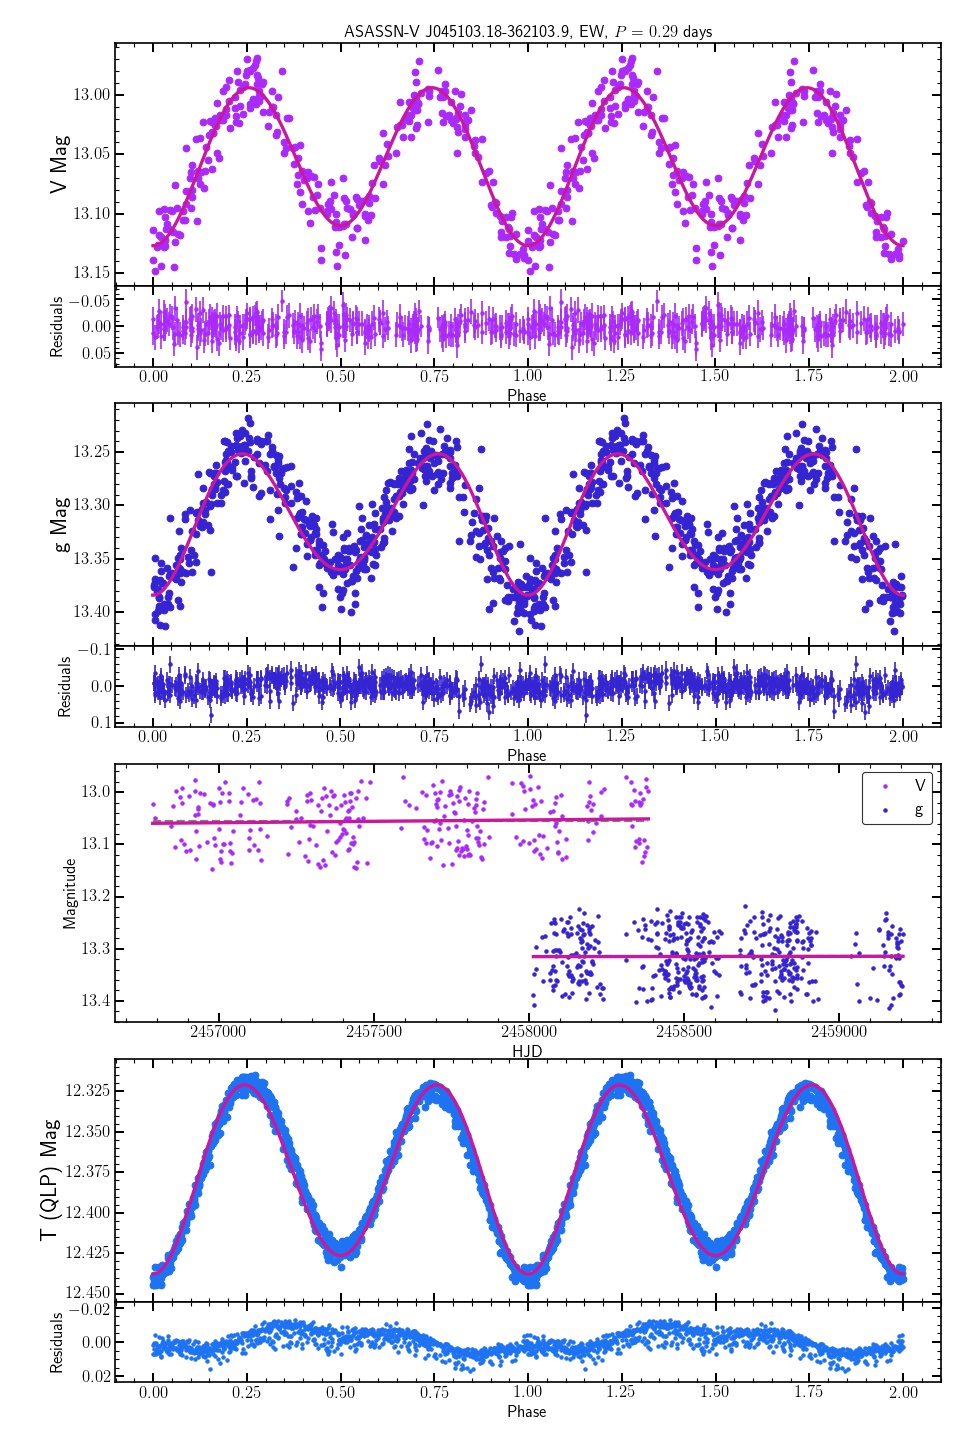 ASASSN-V J045103.18-362103.9, EW, P = 0.29 days
V Mag
13.00
13.05
13.10
13.15
Residuals
−0.05
0.00
0.05
0.00 0.25 0.50 0.75 1.00 1.25 1.50 1.75 2.00
Phase
g Mag
13.25
13.30
13.35
13.40
Residuals
−0.1
0.0
0.1
0.00 0.25 0.50 0.75 1.00 1.25 1.50 1.75 2.00
Phase
Magnitude
13.0
13.1
13.2
13.3
13.4
V
g
2457000 2457500 2458000 2458500 2459000
HJD
T (QLP) Mag
12.325
12.350
12.375
12.400
12.425
12.450
Residuals
−0.02
0.00
0.02
0.00 0.25 0.50 0.75 1.00 1.25 1.50 1.75 2.00
Phase